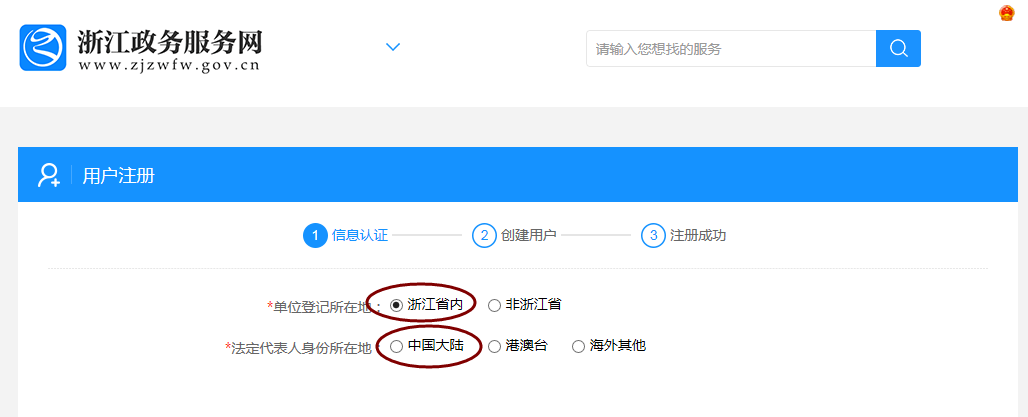 浙江政务服务网
www.zjzwfw.gov.cn
请输入您想找的服务
用户注册
1 信息认证 2 创建用户 3 注册成功
*单位登记所在地： 浙江省内 非浙江省
*法定代表人身份所在地： 中国大陆 港澳台 海外其他